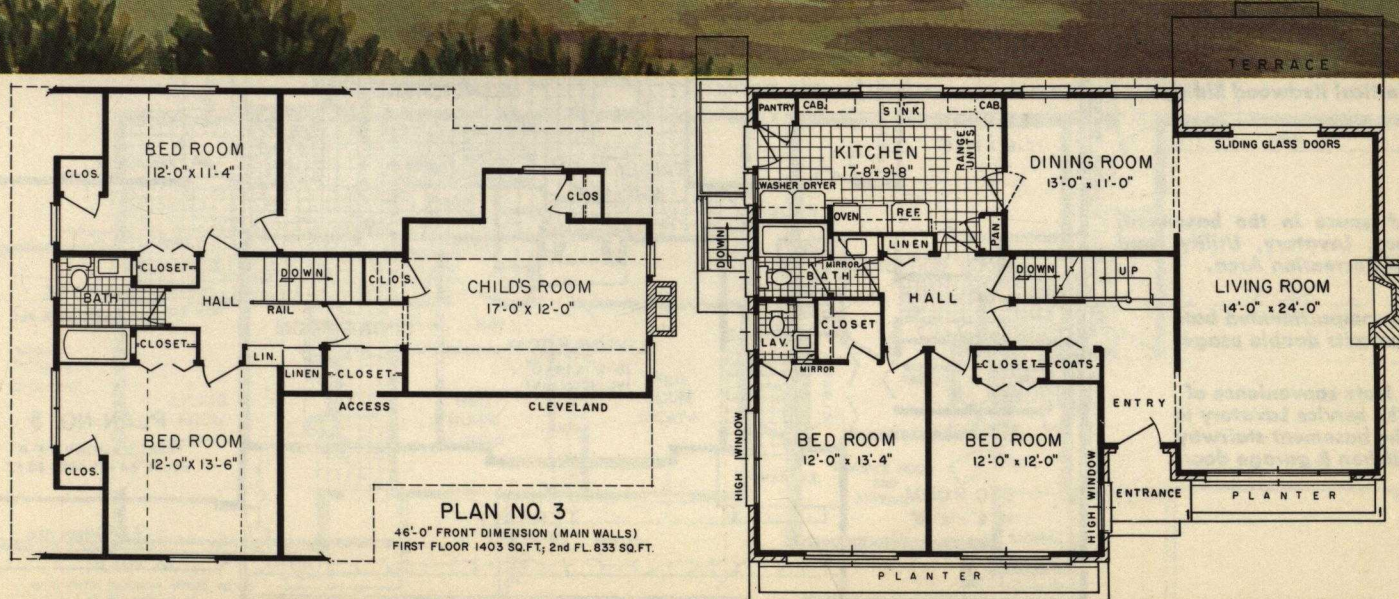 BED ROOM
12'-0" x 11'-4"
CLOS.
CLOSET
BATH
HALL
DOWN
RAIL
CLOS.
CLOSET
LIN.
LINEN
CLOSET
ACCESS
CLOS
CHILD'S ROOM
17'-0" x 12'-0"
CLEVELAND
BED ROOM
12'-0" x 13'-6"
CLOS.
PLAN NO. 3
46'-0" FRONT DIMENSION (MAIN WALLS)
FIRST FLOOR 1403 SQ.FT; 2nd FL. 833 SQ.FT.
TERRACE
SLIDING GLASS DOORS
PANTRY
CAB.
SINK
CAB.
KITCHEN
17'-8" x 9'-8"
RANGE
UNITS
WASHER DRYER
OVEN
REF.
PAN
DINING ROOM
13'-0" x 11'-0"
DOWN
LINEN
MIRROR
BATH
HALL
DOWN
UP
LIVING ROOM
14'-0" x 24'-0"
LAV.
CLOSET
MIRROR
CLOSET
COATS
ENTRY
BED ROOM
12'-0" x 13'-4"
BED ROOM
12'-0" x 12'-0"
HIGH WINDOW
HIGH WINDOW
ENTRANCE
PLANTER
PLANTER